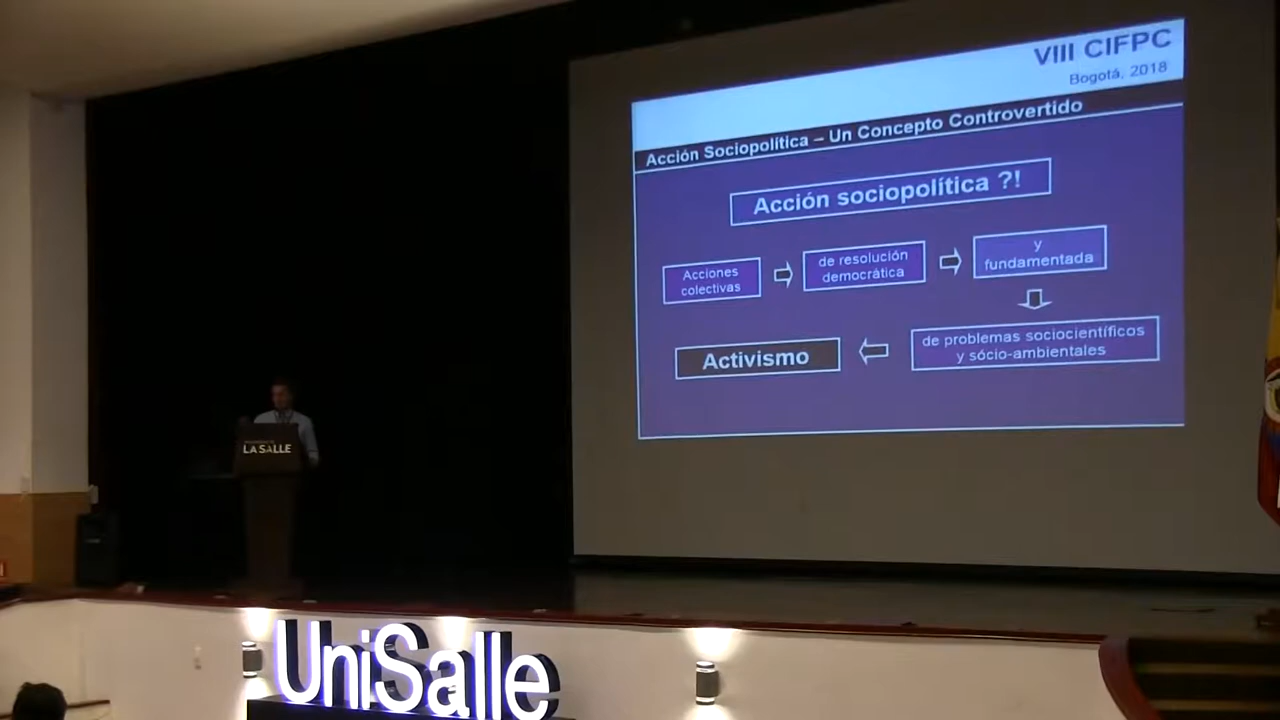 VIII CIFPC
Bogotá, 2018
Acción Sociopolítica – Un Concepto Controvertido
Acción sociopolítica ?!
Acciones
colectivas
de resolución
democrática
y
fundamentada
de problemas sociocientíficos
y sócio-ambientales
Activismo
LA SALLE
UniSalle